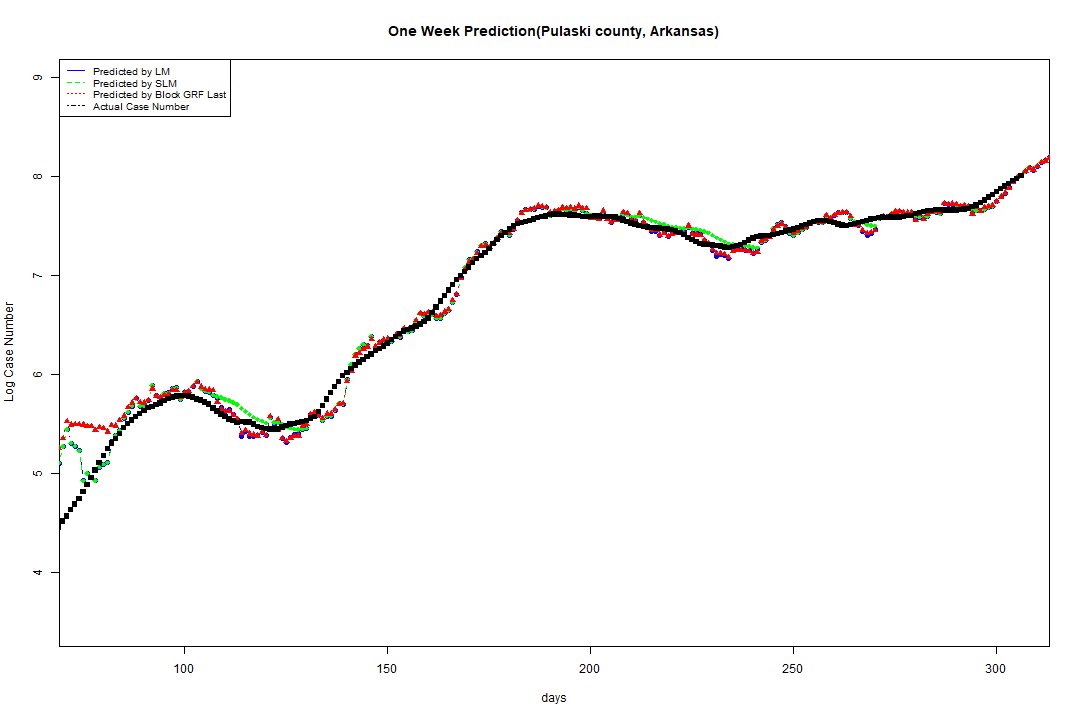 One Week Prediction(Pulaski county, Arkansas)
Predicted by LM
Predicted by SLM
Predicted by Block GRF Last
Actual Case Number
9
8
7
6
5
4
Log Case Number
100 150 200 250 300
days